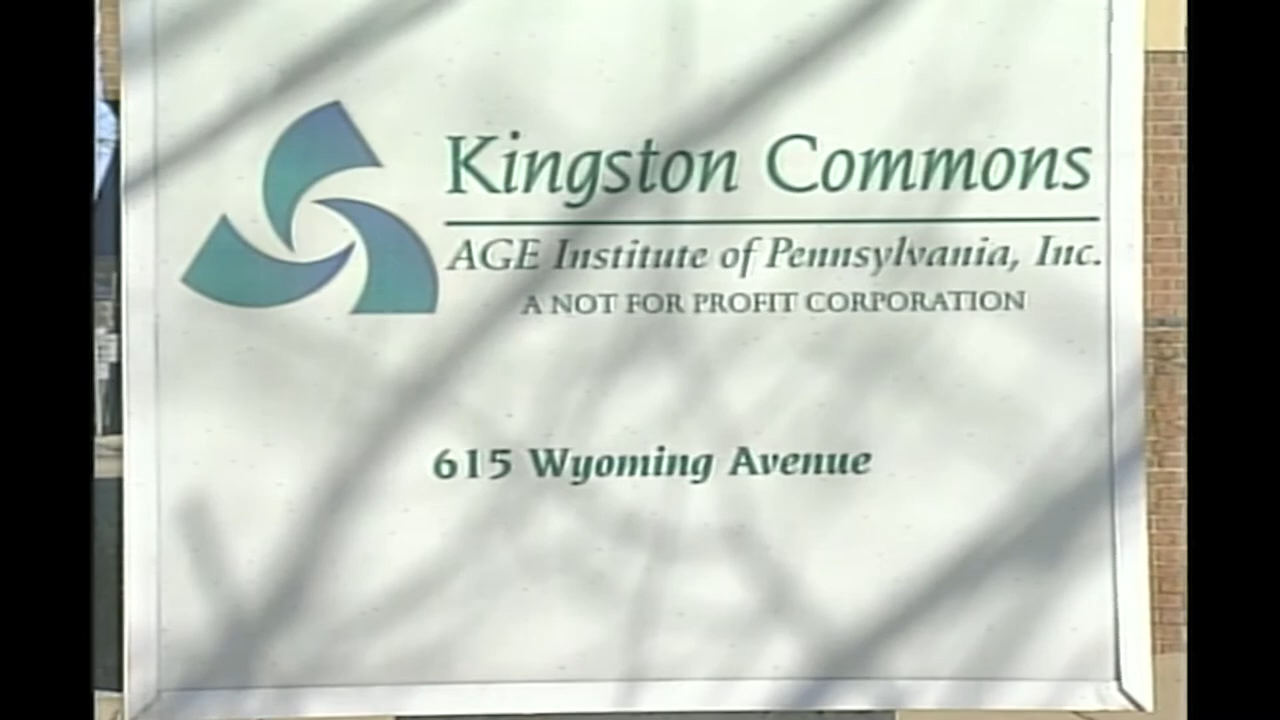 Kingston Commons
AGE Institute of Pennsylvania, Inc.
A NOT FOR PROFIT CORPORATION
615 Wyoming Avenue